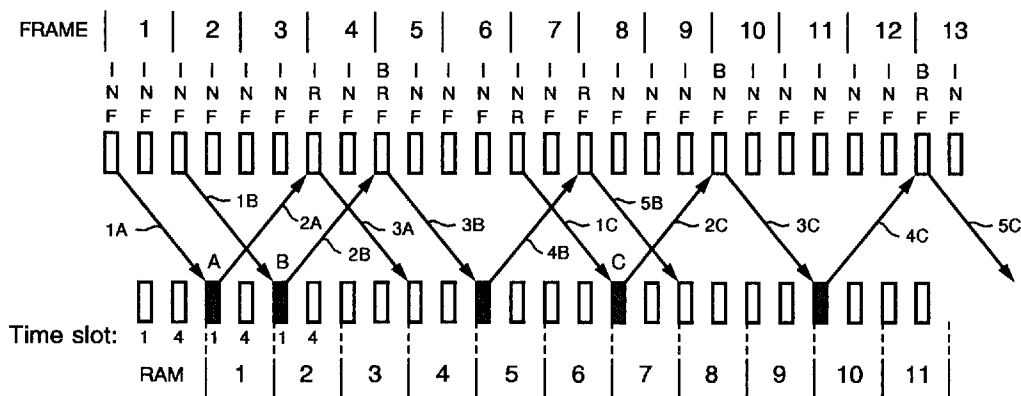 FRAME 1 2 3 4 5 6 7 8 9 10 11 12 13
I I I I I I I I B I I I I I I I I I B I I I I I B I
N N N N N N R N R N N N N N R N N N N N N N N N R N
F F F F F F F F F F F F R F F F F F F F F F F F F F
1A 1B 2A 2B 3A 3B 4B 1C 5B 2C 3C 4C 5C
A B C
Time slot: 1 4 1 4 1 4
RAM 1 2 3 4 5 6 7 8 9 10 11